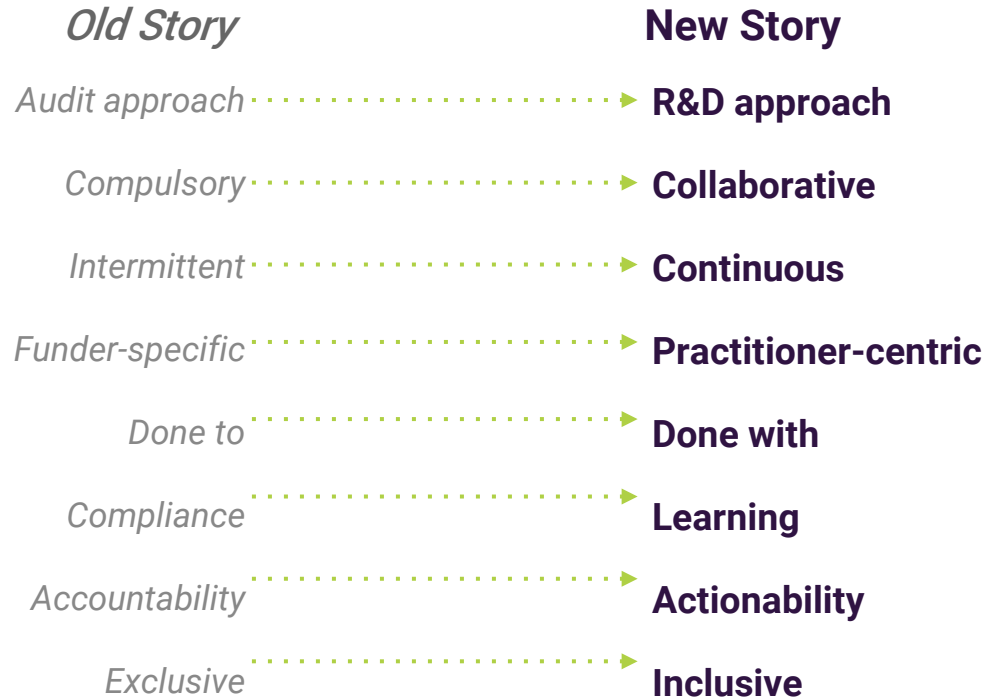 Old Story New Story
Audit approach R&D approach
Compulsory Collaborative
Intermittent Continuous
Funder-specific Practitioner-centric
Done to Done with
Compliance Learning
Accountability Actionability
Exclusive Inclusive